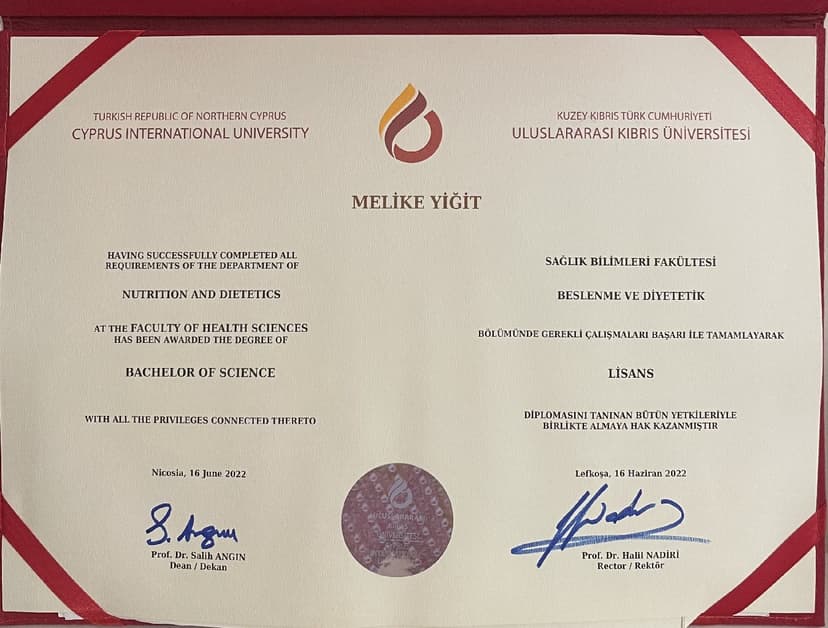 TURKISH REPUBLIC OF NORTHERN CYPRUS
CYPRUS INTERNATIONAL UNIVERSITY
KUZEY KIBRIS TÜRK CUMHURİYETİ
ULUSLARARASI KIBRIS ÜNİVERSİTESİ
MELİKE YİĞİT
HAVING SUCCESSFULLY COMPLETED ALL
REQUIREMENTS OF THE DEPARTMENT OF
NUTRITION AND DIETETICS
AT THE FACULTY OF HEALTH SCIENCES
HAS BEEN AWARDED THE DEGREE OF
BACHELOR OF SCIENCE
WITH ALL THE PRIVILEGES CONNECTED THERETO
Nicosia, 16 June 2022
S. Angın
Prof. Dr. Salih ANGIN
Dean / Dekan
SAĞLIK BİLİMLERİ FAKÜLTESİ
BESLENME VE DİYETETİK
BÖLÜMÜNDE GEREKLİ ÇALIŞMALARI BAŞARI İLE TAMAMLAYARAK
LİSANS
DİPLOMASINI TANINAN BÜTÜN YETKİLERİYLE
BİRLİKTE ALMAYA HAK KAZANMIŞTIR
Lefkoşa, 16 Haziran 2022
Prof. Dr. Halil NADİRİ
Rector / Rektör
ULUSLARARASI